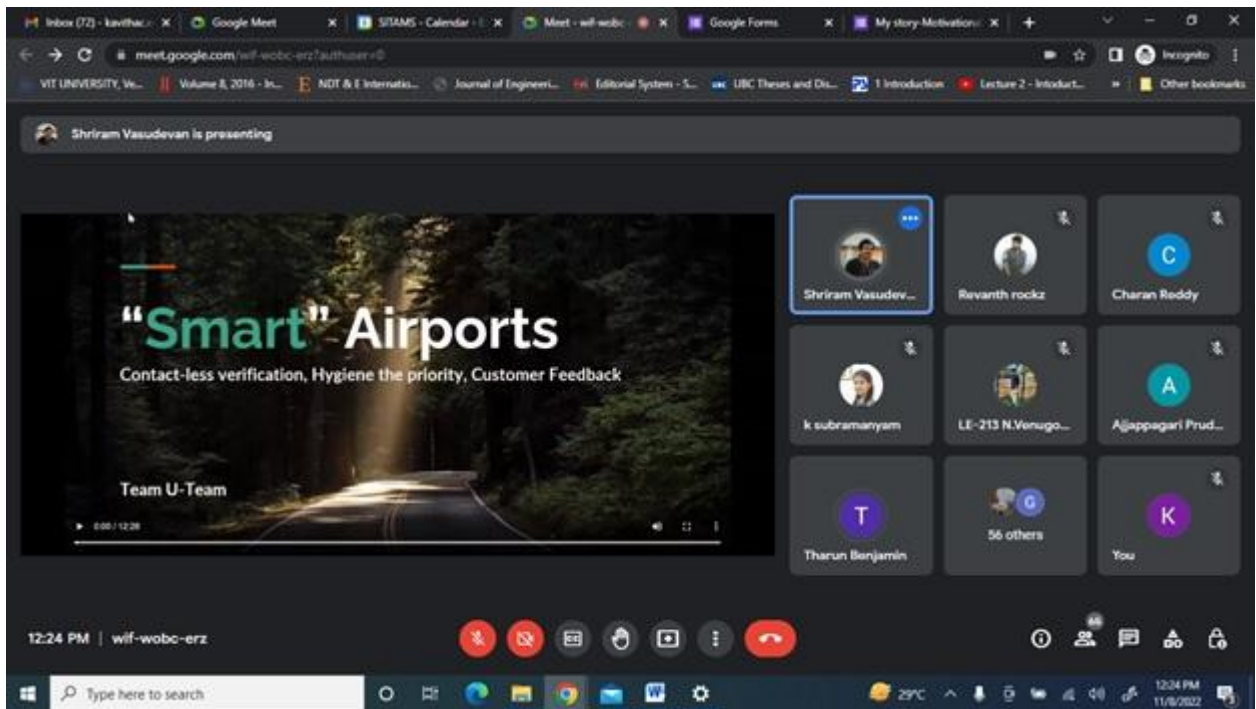 Inbox (72) - kavithac
Google Meet
SITAMS - Calendar - 
Meet - wif-wobc
Google Forms
My story-Motivation
meet.google.com/wif-wobc-erz?authuser=0
Incognito
VIT UNIVERSITY, Ve...
Volume 8, 2016 - In...
NDT & E Internatio...
Journal of Engineeri...
Editorial System - S...
UBC Theses and Dis...
1 Introduction
Lecture 2 - Intoduct...
Other bookmarks
Shriram Vasudevan is presenting
"Smart" Airports
Contact-less verification, Hygiene the priority, Customer Feedback
Team U-Team
0:00 / 12:28
Shriram Vasudev...
Revanth rockz
C
Charan Reddy
k subramanyam
LE-213 N.Venugo...
A
Ajjappagari Prud...
T
Tharun Benjamin
G
56 others
K
You
12:24 PM | wif-wobc-erz
Type here to search
29°C
12:24 PM
11/8/2022